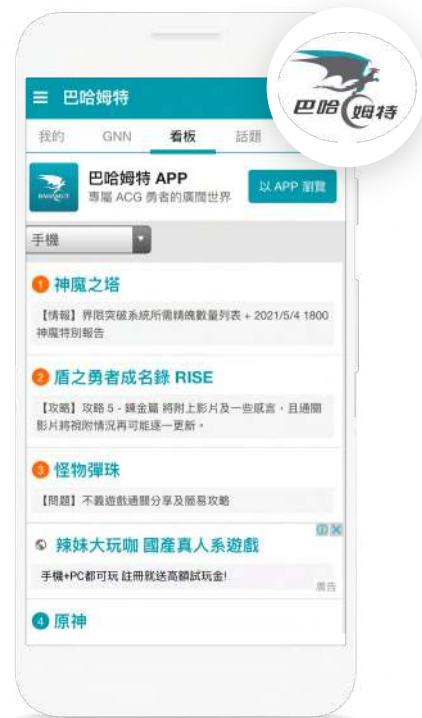 巴哈姆特
巴哈姆特
我的 GNN 看板 話題
巴哈姆特 APP
專屬 ACG 勇者的廣闊世界
以 APP 瀏覽
BAHAMUT
手機
1 神魔之塔
【情報】界限突破系統所需精魄數量列表 + 2021/5/4 1800
神魔特別報告
2 盾之勇者成名錄 RISE
【攻略】攻略 5 - 鍊金篇 將附上影片及一些感言,且通關
影片將視附情況再可能逐一更新。
3 怪物彈珠
【問題】不義遊戲通關分享及簡易攻略
辣妹大玩咖 國產真人系遊戲
手機+PC都可玩 註冊就送高額試玩金!
廣告
4 原神